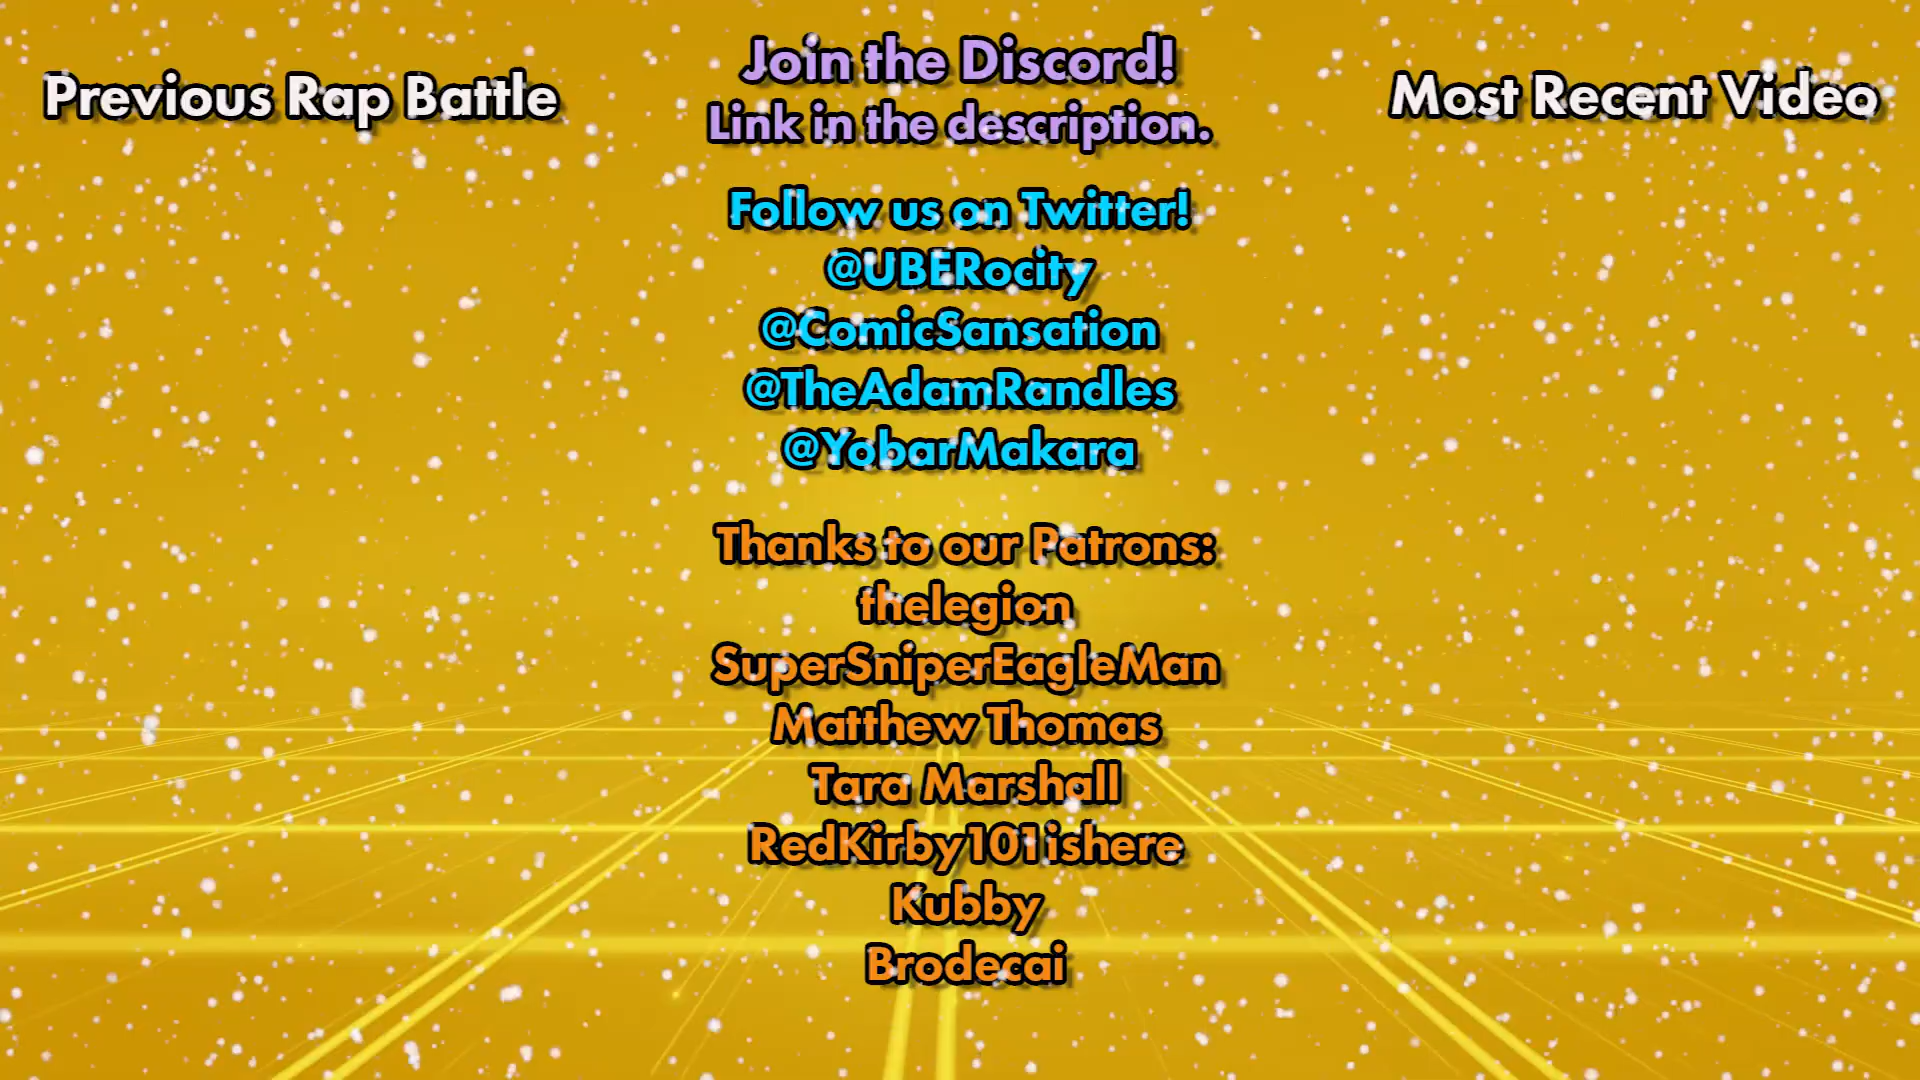 Previous Rap Battle
Join the Discord!
Link in the description.
Most Recent Video
Follow us on Twitter!
@UBERocity
@ComicSansation
@TheAdamRandles
@YobarMakara
Thanks to our Patrons:
thelegion
SuperSniperEagleMan
Matthew Thomas
Tara Marshall
RedKirby101ishere
Kubby
Brodecai